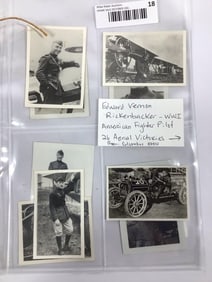 18
Edward Vernon
Rickenbacker - WWI
American Fighter Pilot
26 Aerial Victories →
from Columbus OHIO